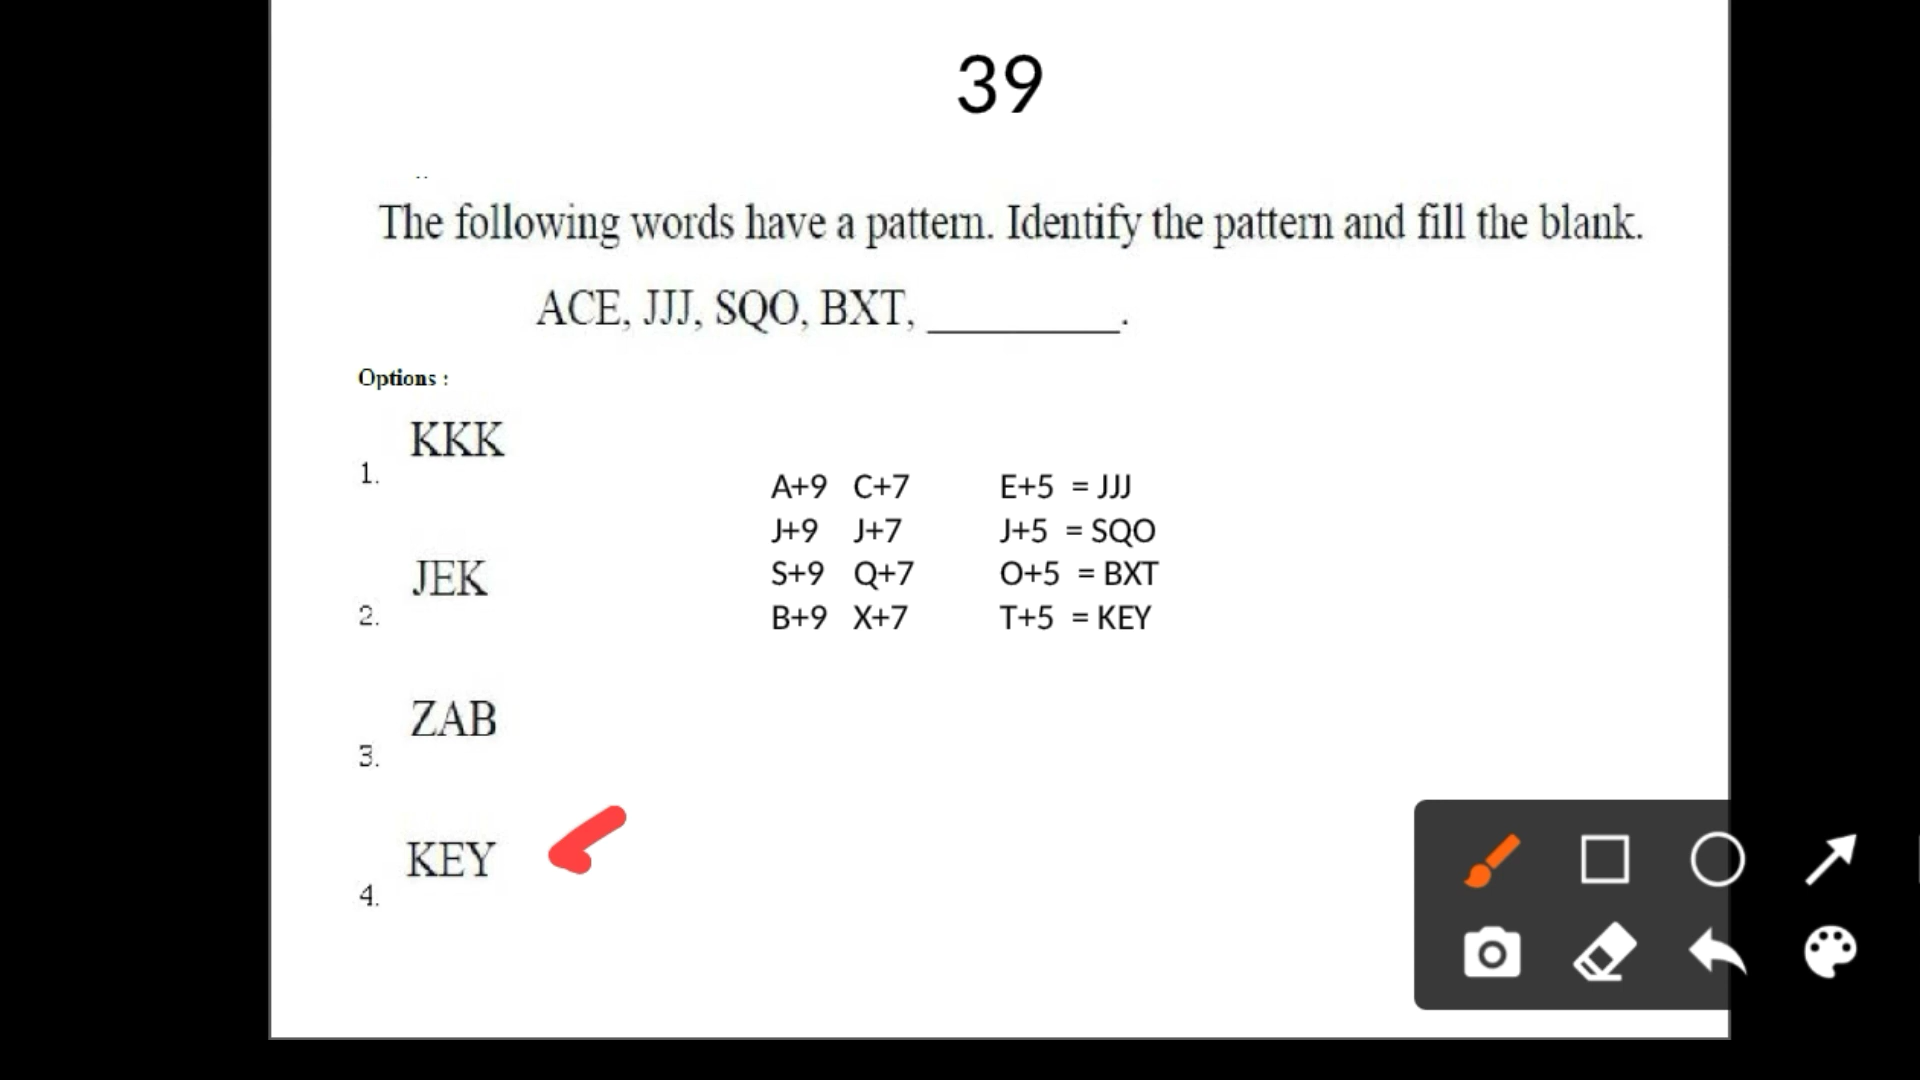 39
The following words have a pattern. Identify the pattern and fill the blank.
ACE, JJJ, SQO, BXT, _________.
Options :
KKK
1.
JEK
2.
ZAB
3.
KEY
4.
A+9 C+7 E+5 = JJJ
J+9 J+7 J+5 = SQO
S+9 Q+7 O+5 = BXT
B+9 X+7 T+5 = KEY